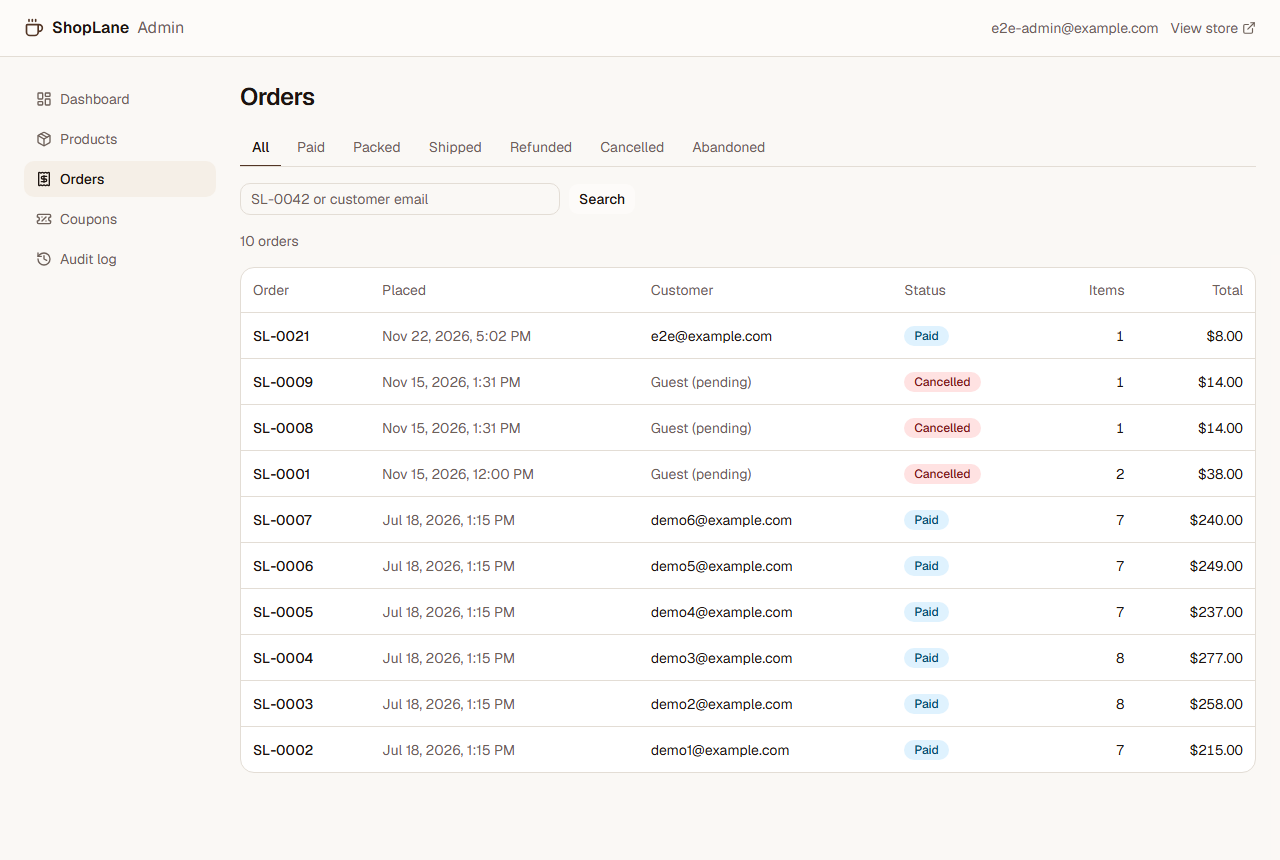 ShopLane Admin
e2e-admin@example.com View store
Dashboard
Products
Orders
Coupons
Audit log
Orders
All Paid Packed Shipped Refunded Cancelled Abandoned
SL-0042 or customer email Search
10 orders
Order Placed Customer Status Items Total
SL-0021 Nov 22, 2026, 5:02 PM e2e@example.com Paid 1 $8.00
SL-0009 Nov 15, 2026, 1:31 PM Guest (pending) Cancelled 1 $14.00
SL-0008 Nov 15, 2026, 1:31 PM Guest (pending) Cancelled 1 $14.00
SL-0001 Nov 15, 2026, 12:00 PM Guest (pending) Cancelled 2 $38.00
SL-0007 Jul 18, 2026, 1:15 PM demo6@example.com Paid 7 $240.00
SL-0006 Jul 18, 2026, 1:15 PM demo5@example.com Paid 7 $249.00
SL-0005 Jul 18, 2026, 1:15 PM demo4@example.com Paid 7 $237.00
SL-0004 Jul 18, 2026, 1:15 PM demo3@example.com Paid 8 $277.00
SL-0003 Jul 18, 2026, 1:15 PM demo2@example.com Paid 8 $258.00
SL-0002 Jul 18, 2026, 1:15 PM demo1@example.com Paid 7 $215.00